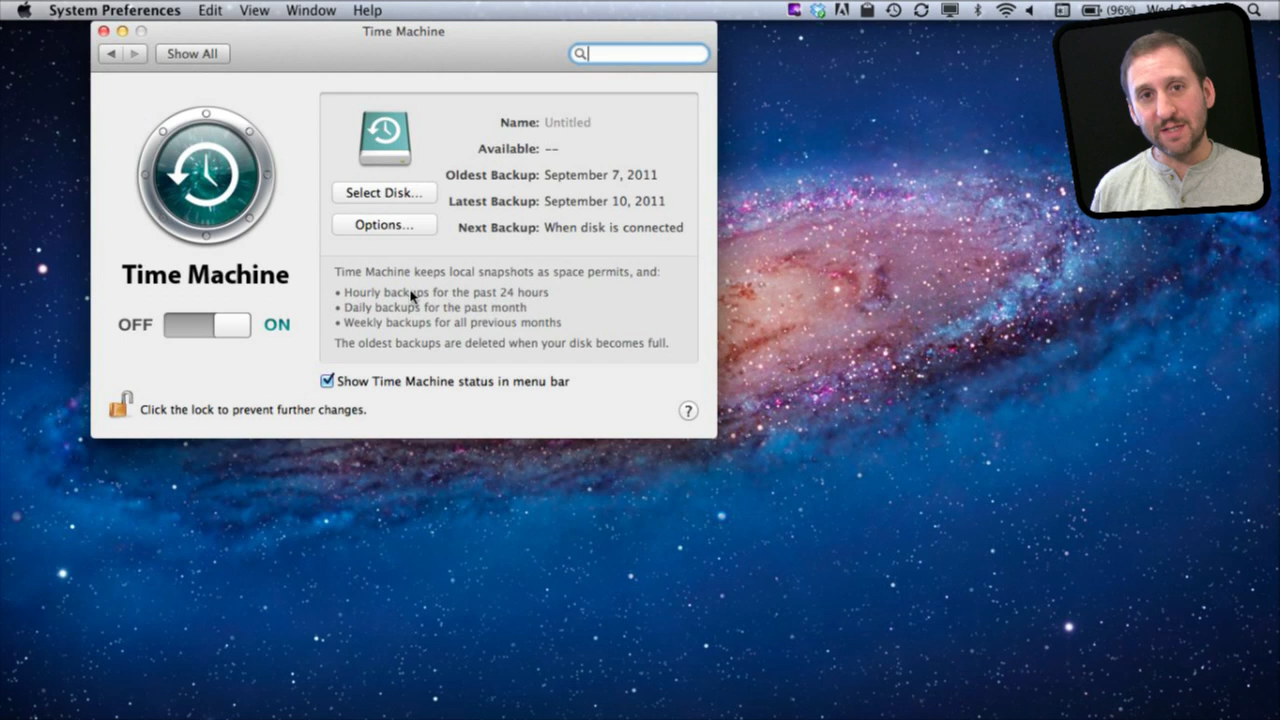 System Preferences Edit View Window Help (96%)
Time Machine
Show All
Name: Untitled
Available: --
Select Disk...
Oldest Backup: September 7, 2011
Latest Backup: September 10, 2011
Options...
Next Backup: When disk is connected
Time Machine
OFF ON
Time Machine keeps local snapshots as space permits, and:
• Hourly backups for the past 24 hours
• Daily backups for the past month
• Weekly backups for all previous months
The oldest backups are deleted when your disk becomes full.
Show Time Machine status in menu bar
Click the lock to prevent further changes.
?